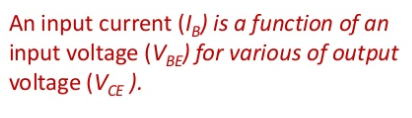 An input current (I_B) is a function of an
input voltage (V_BE) for various of output
voltage (V_CE ).